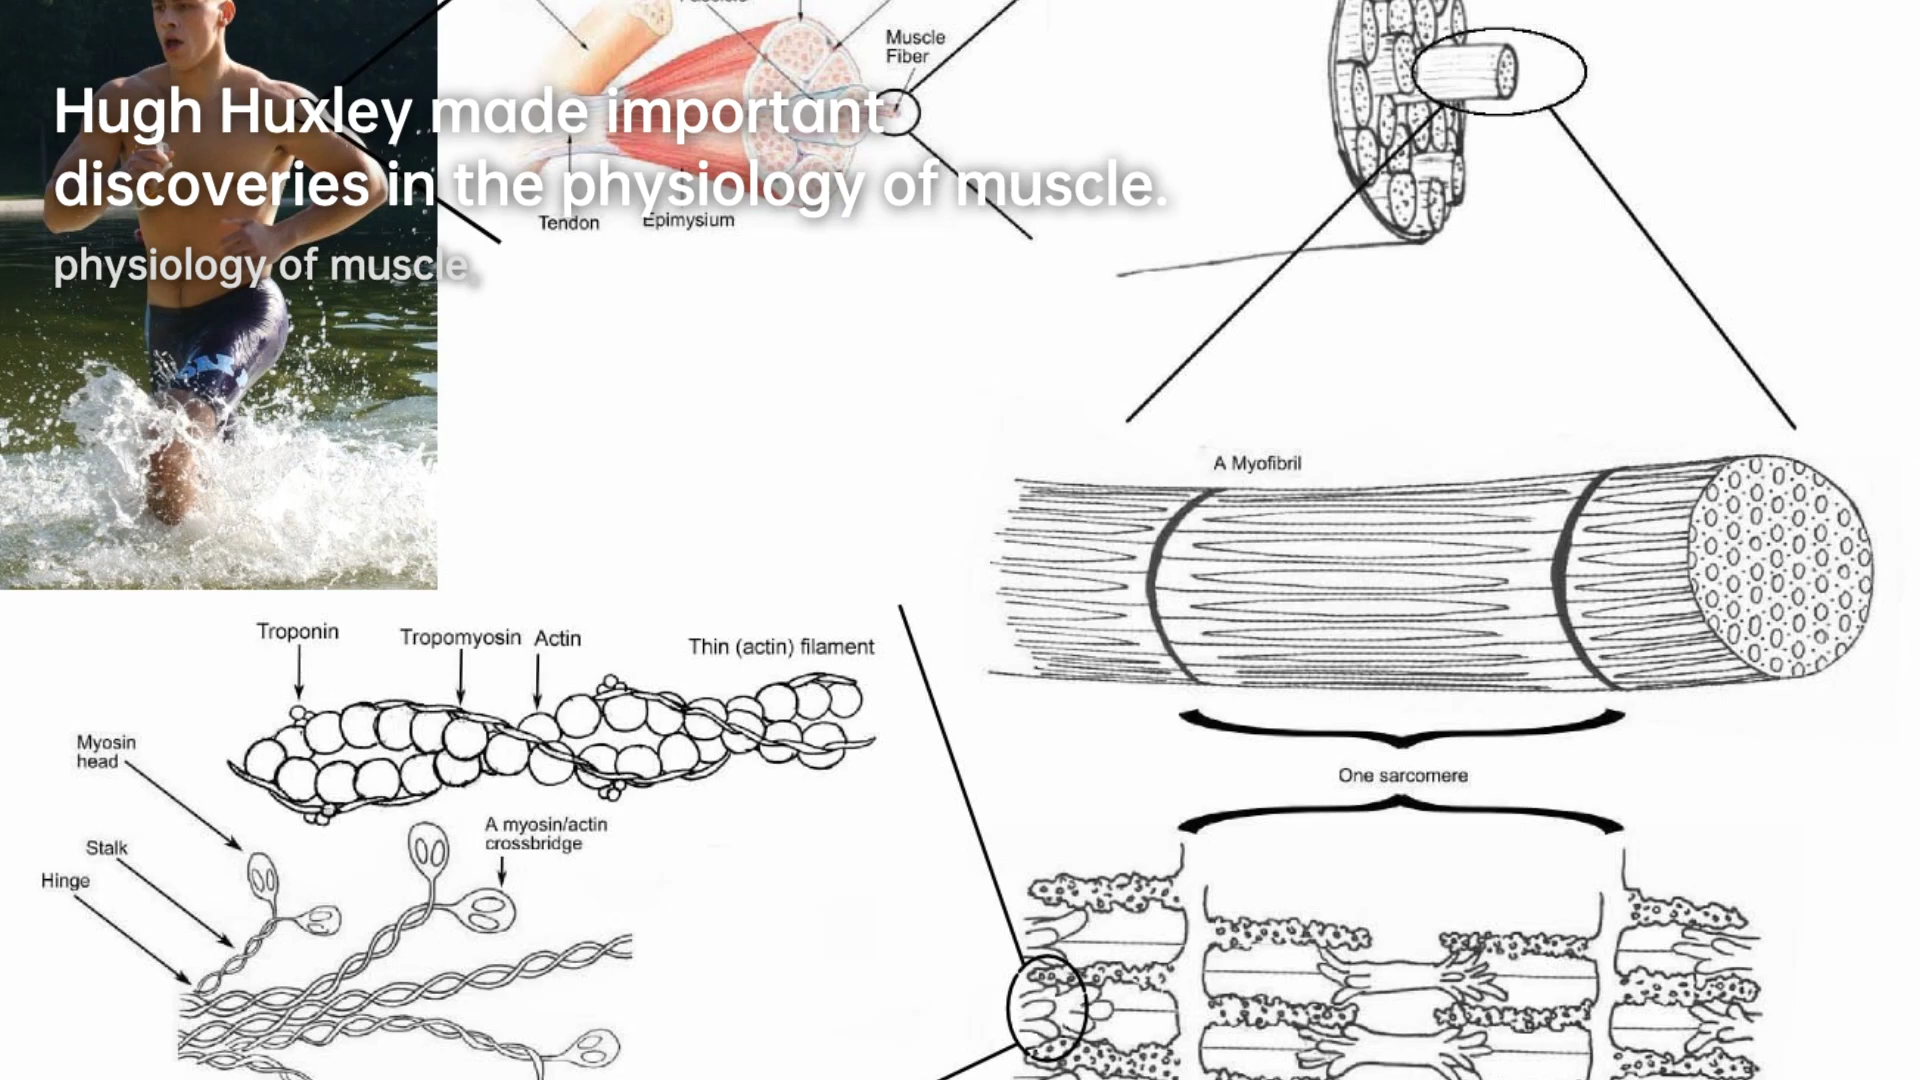 Muscle
Fiber
Hugh Huxley made important
discoveries in the physiology of muscle.
Tendon
Epimysium
physiology of muscle,
A Myofibril
Troponin
Tropomyosin
Actin
Thin (actin) filament
Myosin
head
One sarcomere
A myosin/actin
crossbridge
Stalk
Hinge